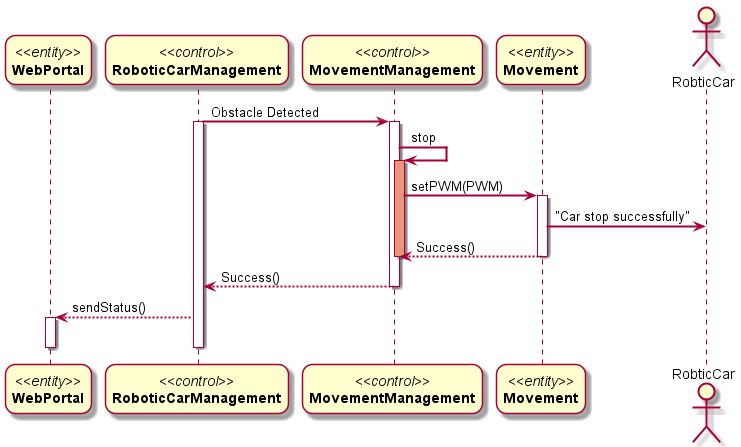 <<entity>>
WebPortal
<<control>>
RoboticCarManagement
<<control>>
MovementManagement
<<entity>>
Movement
RobticCar
Obstacle Detected
stop
setPWM(PWM)
"Car stop successfully"
Success()
Success()
sendStatus()
<<entity>>
WebPortal
<<control>>
RoboticCarManagement
<<control>>
MovementManagement
<<entity>>
Movement
RobticCar